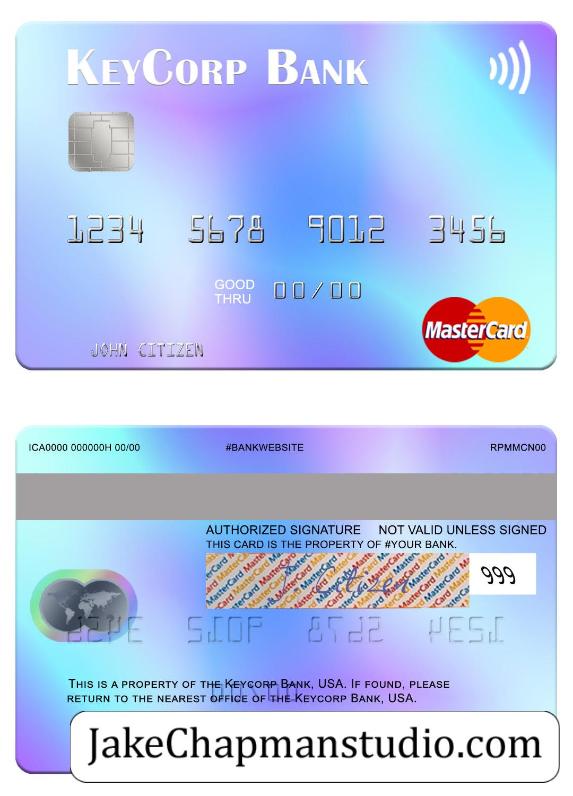 KEYCORP BANK
1234 5678 9012 3456
GOOD
THRU 00/00
JOHN CITIZEN
MasterCard
ICA0000 000000H 00/00 #BANKWEBSITE RPMMCN00
AUTHORIZED SIGNATURE NOT VALID UNLESS SIGNED
THIS CARD IS THE PROPERTY OF #YOUR BANK.
999
THIS IS A PROPERTY OF THE KEYCORP BANK, USA. IF FOUND, PLEASE
RETURN TO THE NEAREST OFFICE OF THE KEYCORP BANK, USA.
JakeChapmanstudio.com